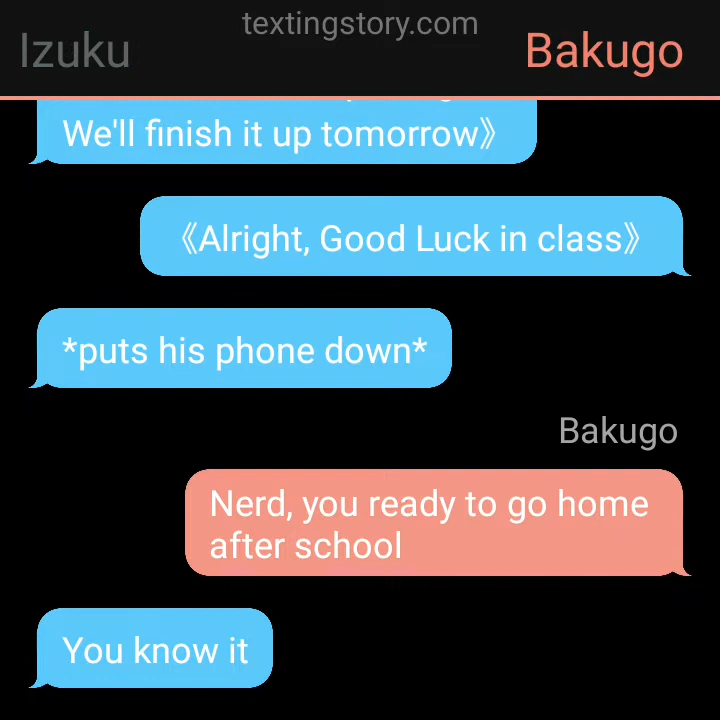 textingstory.com
Izuku
Bakugo
We'll finish it up tomorrow》
《Alright, Good Luck in class》
*puts his phone down*
Bakugo
Nerd, you ready to go home
after school
You know it